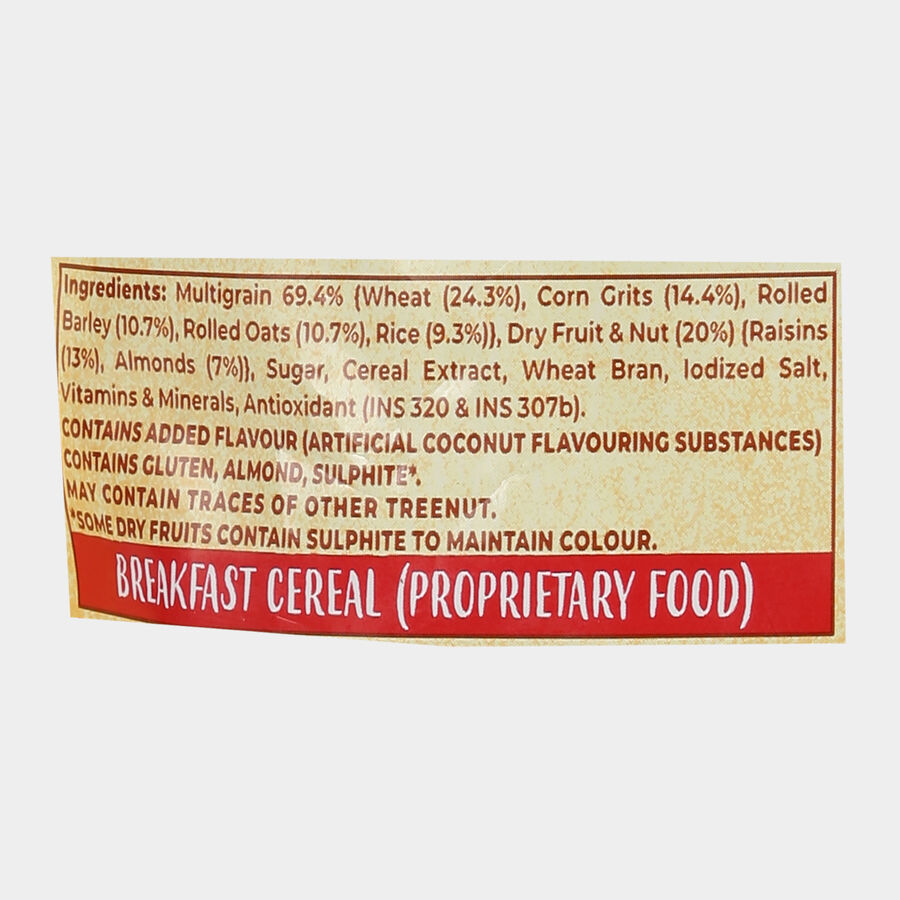 Ingredients: Multigrain 69.4% {Wheat (24.3%), Corn Grits (14.4%), Rolled
Barley (10.7%), Rolled Oats (10.7%), Rice (9.3%)}, Dry Fruit & Nut (20%) {Raisins
(13%), Almonds (7%)}, Sugar, Cereal Extract, Wheat Bran, Iodized Salt,
Vitamins & Minerals, Antioxidant (INS 320 & INS 307b).
CONTAINS ADDED FLAVOUR (ARTIFICIAL COCONUT FLAVOURING SUBSTANCES)
CONTAINS GLUTEN, ALMOND, SULPHITE*.
MAY CONTAIN TRACES OF OTHER TREENUT.
*SOME DRY FRUITS CONTAIN SULPHITE TO MAINTAIN COLOUR.
BREAKFAST CEREAL (PROPRIETARY FOOD)